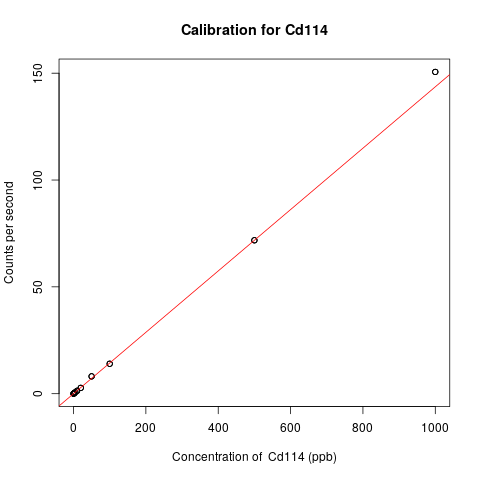 Calibration for Cd114
Counts per second
150
100
50
0
0 200 400 600 800 1000
Concentration of Cd114 (ppb)